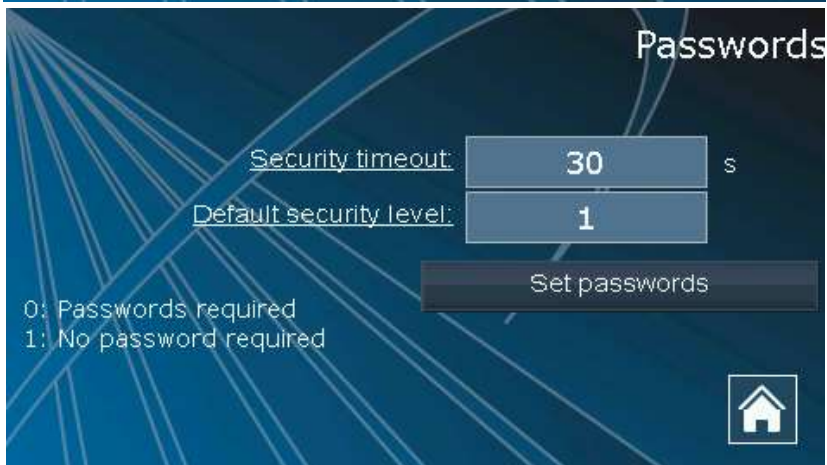 Passwords
Security timeout: 30 s
Default security level: 1
Set passwords
0: Passwords required
1: No password required